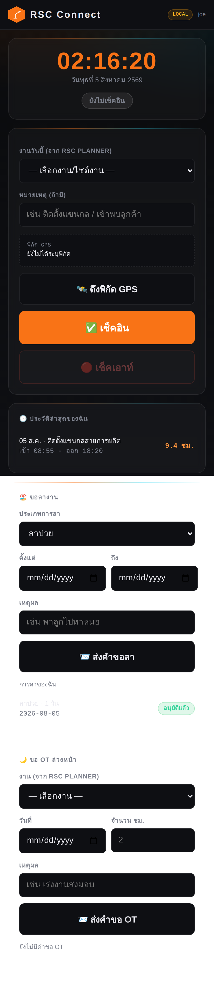 RSC Connect
LOCAL
joe
02:16:20
วันพุธที่ 5 สิงหาคม 2569
ยังไม่เช็คอิน
งานวันนี้ (จาก RSC PLANNER)
— เลือกงาน/ไซต์งาน —
หมายเหตุ (ถ้ามี)
เช่น ติดตั้งแขนกล / เข้าพบลูกค้า
พิกัด GPS
ยังไม่ได้ระบุพิกัด
🛰️ ดึงพิกัด GPS
✅ เช็คอิน
🔴 เช็คเอาท์
🕓 ประวัติล่าสุดของฉัน
05 ส.ค. · ติดตั้งแขนกลสายการผลิต
เข้า 08:55 · ออก 18:20
9.4 ชม.
🏖️ ขอลางาน
ประเภทการลา
ลาป่วย
ตั้งแต่
ถึง
mm/dd/yyyy
mm/dd/yyyy
เหตุผล
เช่น พาลูกไปหาหมอ
📨 ส่งคำขอลา
การลาของฉัน
ลาป่วย · 1 วัน
2026-08-05
อนุมัติแล้ว
🌙 ขอ OT ล่วงหน้า
งาน (จาก RSC PLANNER)
— เลือกงาน —
วันที่
จำนวน ชม.
mm/dd/yyyy
2
เหตุผล
เช่น เร่งงานส่งมอบ
📨 ส่งคำขอ OT
ยังไม่มีคำขอ OT